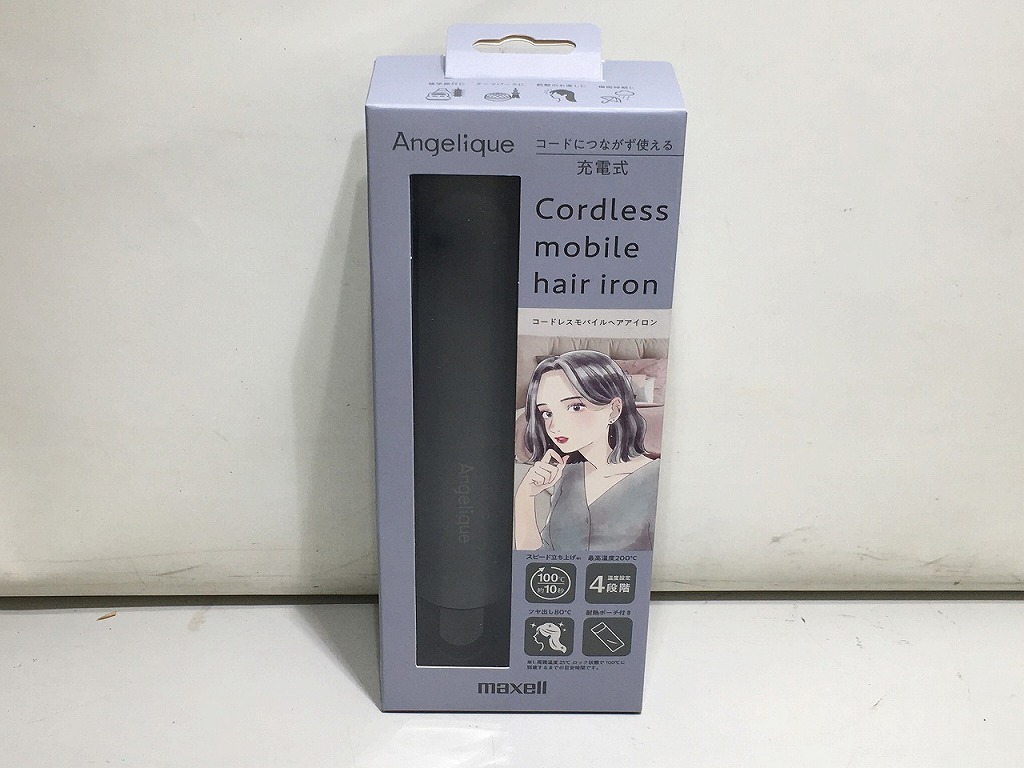 Angelique
コードにつながず使える
充電式
Cordless
mobile
hair iron
コードレスモバイルヘアアイロン
Angelique
スピード立ち上げ
最高温度200℃
100℃
約10秒
温度設定
4段階
ツヤ出し80℃
耐熱ポーチ付き
maxell